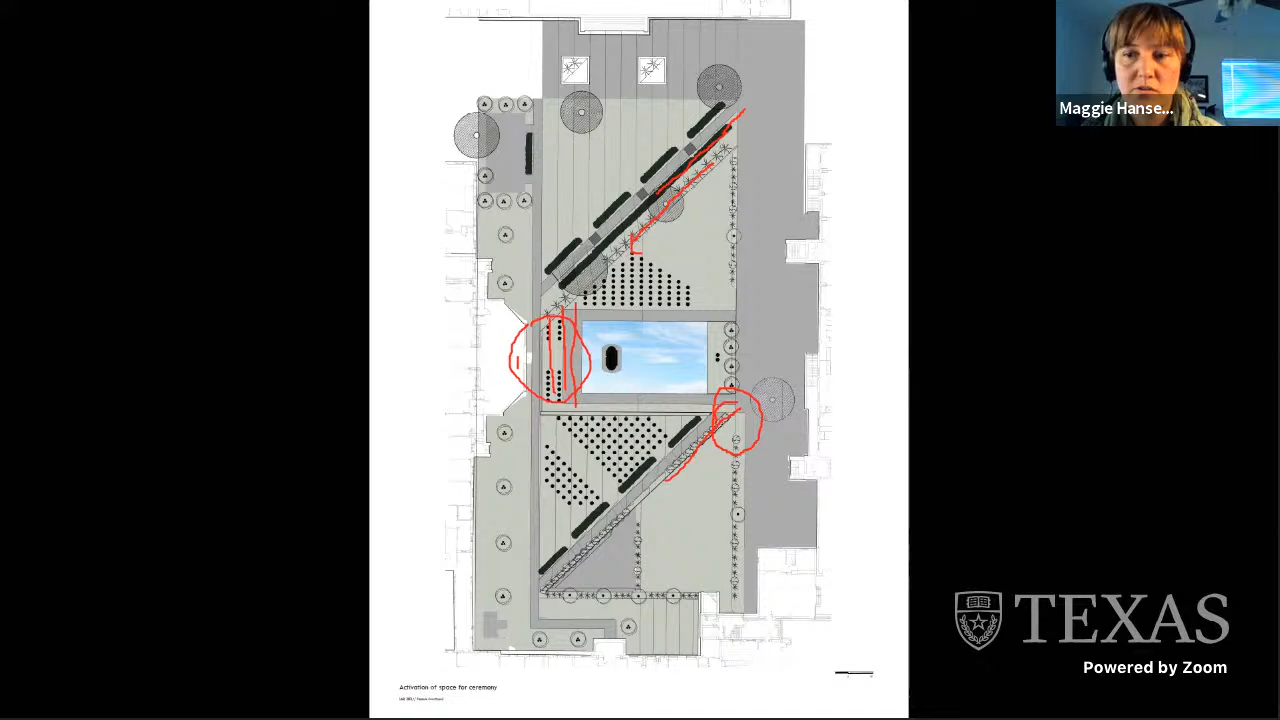 Maggie Hanse...
TEXAS
Powered by Zoom
Activation of space for ceremony